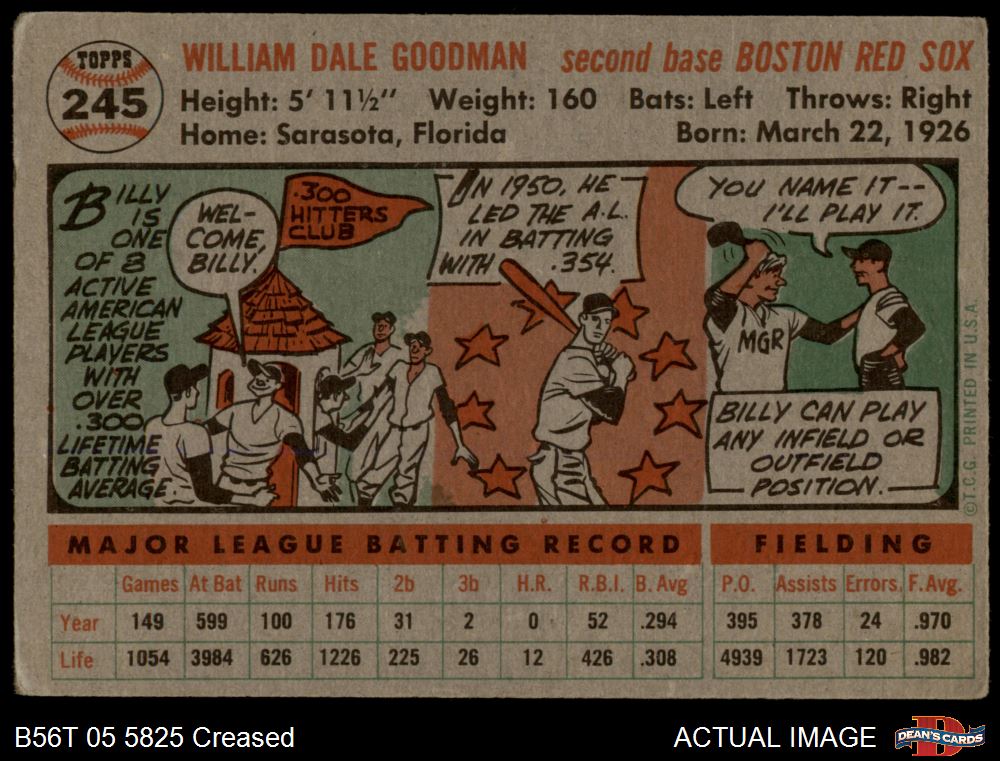 TOPPS
245
WILLIAM DALE GOODMAN second base BOSTON RED SOX
Height: 5' 11½" Weight: 160 Bats: Left Throws: Right
Home: Sarasota, Florida Born: March 22, 1926
BILLY
IS
ONE
OF 8
ACTIVE
AMERICAN
LEAGUE
PLAYERS
WITH
OVER
.300
LIFETIME
BATTING
AVERAGE
WEL-
COME,
BILLY.
.300
HITTERS
CLUB
IN 1950, HE
LED THE A.L.
IN BATTING
WITH .354.
YOU NAME IT--
I'LL PLAY IT.
MGR
BILLY CAN PLAY
ANY INFIELD OR
OUTFIELD
POSITION.
©T.C.G. PRINTED IN U.S.A.
MAJOR LEAGUE BATTING RECORD FIELDING
Games At Bat Runs Hits 2b 3b H.R. R.B.I. B. Avg P.O. Assists Errors F. Avg.
Year 149 599 100 176 31 2 0 52 .294 395 378 24 .970
Life 1054 3984 626 1226 225 26 12 426 .308 4939 1723 120 .982
B56T 05 5825 Creased ACTUAL IMAGE
DEAN'S CARDS